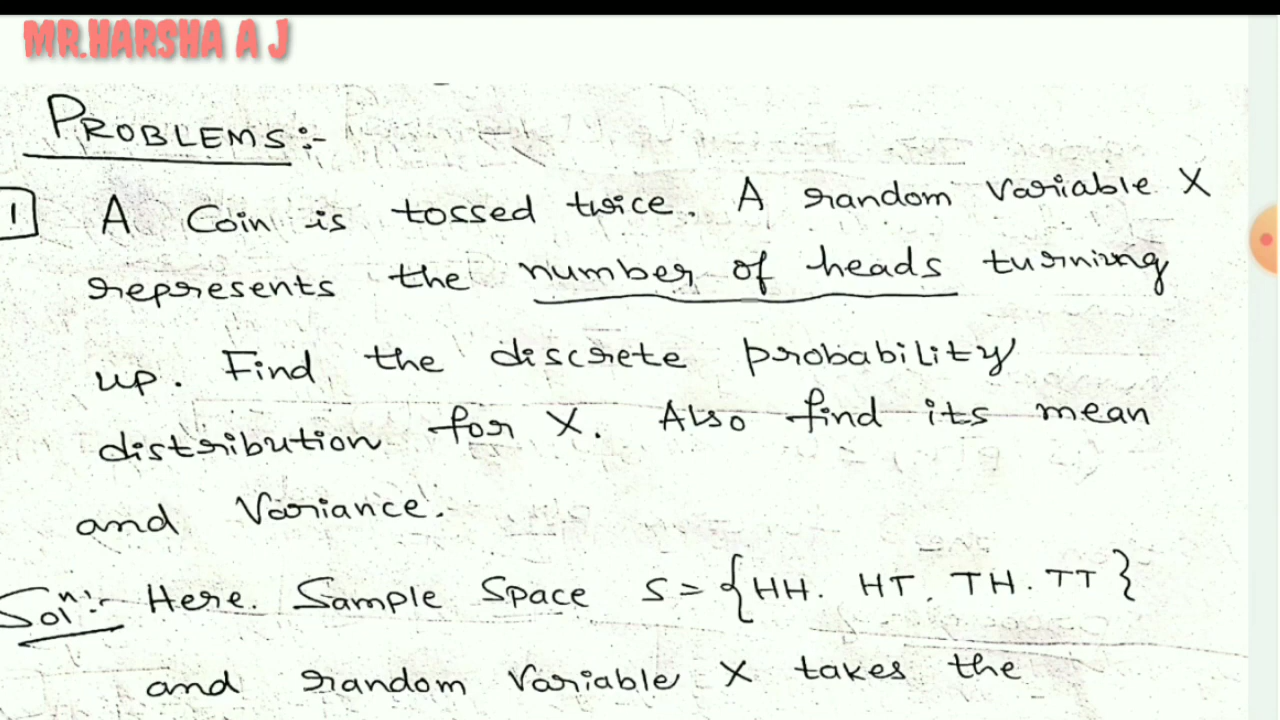 MR.HARSHA A J
PROBLEMS:-
1 A Coin is tossed twice. A random variable X
represents the number of heads turning
up. Find the discrete probability
distribution for X. Also find its mean
and Variance.
Solⁿ:- Here. Sample Space S = {HH. HT. TH. TT}
and random variable X takes the